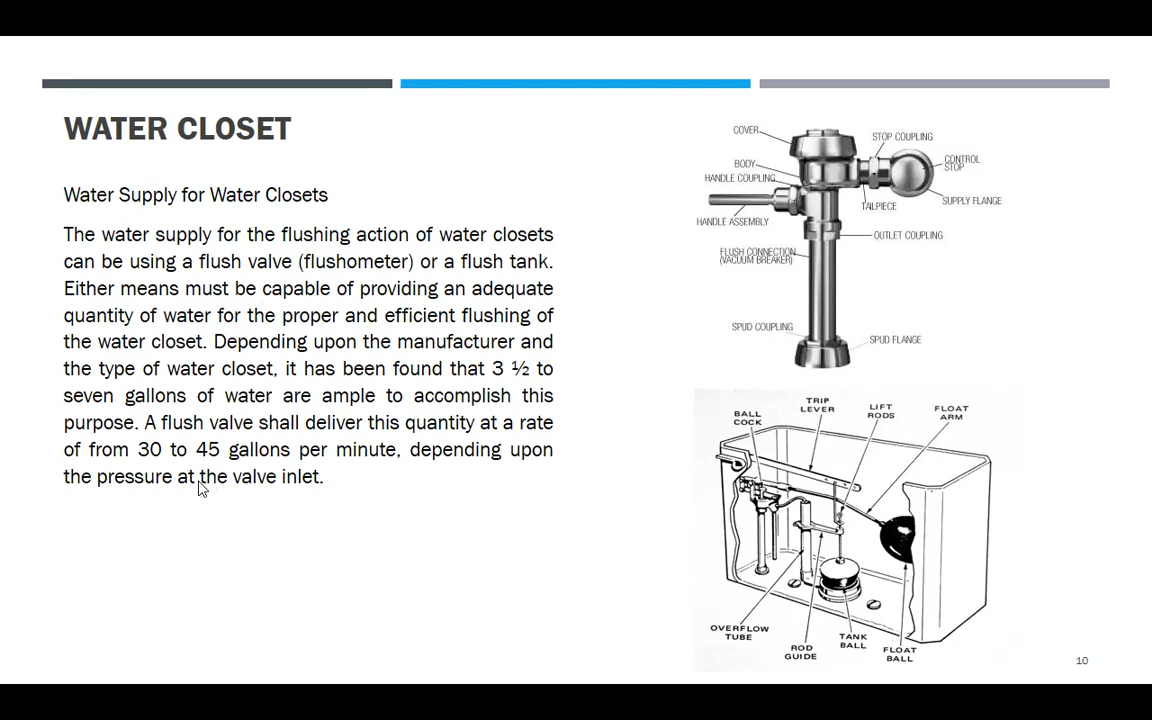 WATER CLOSET
Water Supply for Water Closets
The water supply for the flushing action of water closets
can be using a flush valve (flushometer) or a flush tank.
Either means must be capable of providing an adequate
quantity of water for the proper and efficient flushing of
the water closet. Depending upon the manufacturer and
the type of water closet, it has been found that 3 ½ to
seven gallons of water are ample to accomplish this
purpose. A flush valve shall deliver this quantity at a rate
of from 30 to 45 gallons per minute, depending upon
the pressure at the valve inlet.
COVER
STOP COUPLING
BODY
CONTROL
STOP
HANDLE COUPLING
TAILPIECE
SUPPLY FLANGE
HANDLE ASSEMBLY
OUTLET COUPLING
FLUSH CONNECTION
(VACUUM BREAKER)
SPUD COUPLING
SPUD FLANGE
BALL
COCK
TRIP
LEVER
LIFT
RODS
FLOAT
ARM
OVERFLOW
TUBE
ROD
GUIDE
TANK
BALL
FLOAT
BALL
10